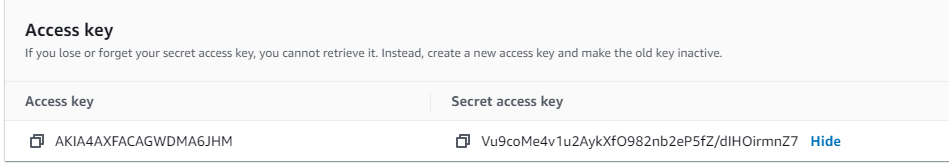 Access key
If you lose or forget your secret access key, you cannot retrieve it. Instead, create a new access key and make the old key inactive.
Access key Secret access key
AKIA4AXFACAGWDMA6JHM Vu9coMe4v1u2AykXfO982nb2eP5fZ/dIHOirmnZ7 Hide